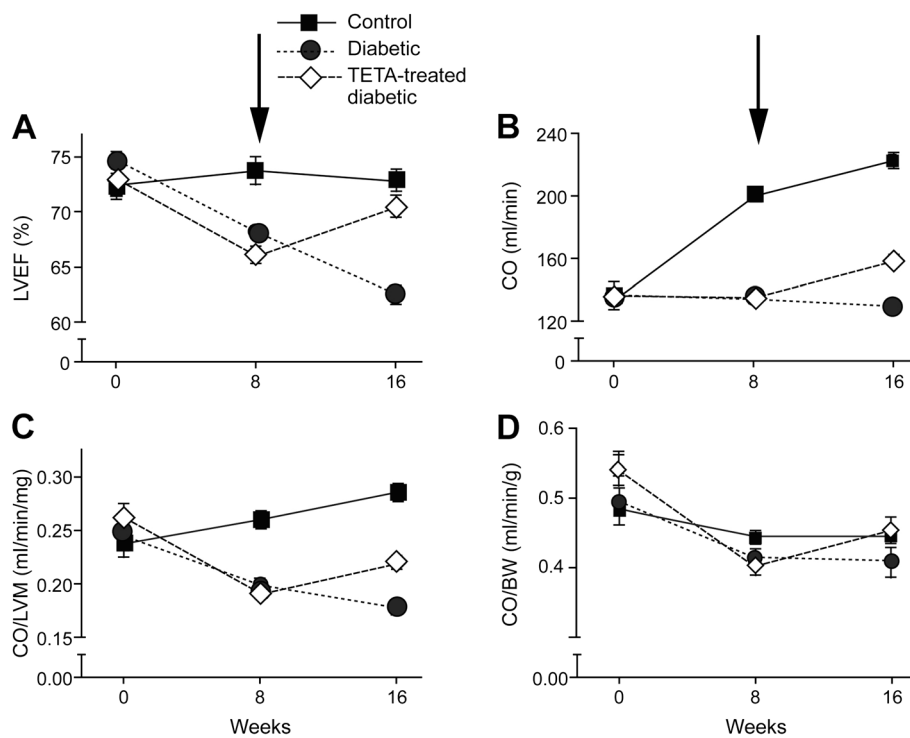 Control
Diabetic
TETA-treated
diabetic
A
LVEF (%)
75
70
65
60
0
0 8 16
B
CO (ml/min)
240
200
160
120
0
0 8 16
C
CO/LVM (ml/min/mg)
0.30
0.25
0.20
0.15
0.00
0 8 16
Weeks
D
CO/BW (ml/min/g)
0.6
0.5
0.4
0.00
0 8 16
Weeks